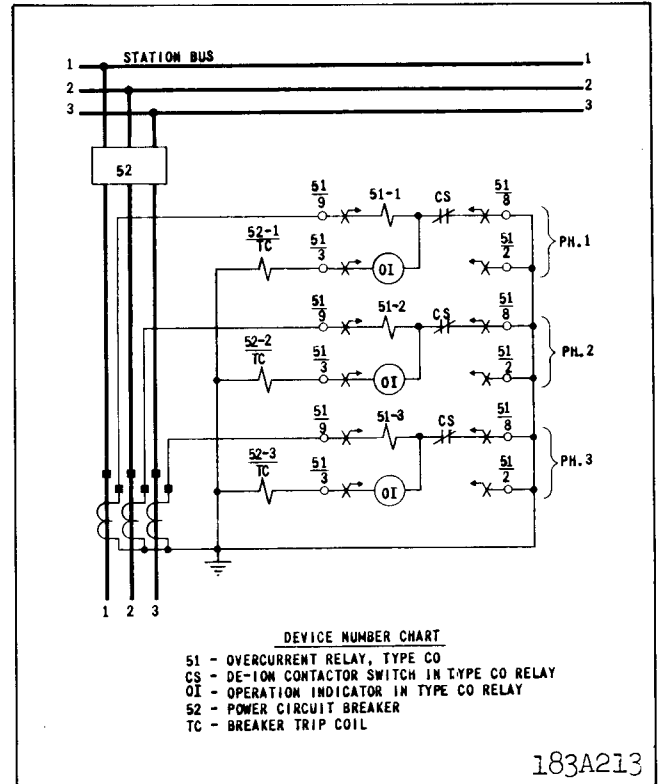 STATION BUS
1 1
2 2
3 3
52
51/9 51-1 CS 51/8
52-1/TC 51/3 OI 51/2 PH.1
51/9 51-2 CS 51/8
52-2/TC 51/3 OI 51/2 PH.2
51/9 51-3 CS 51/8
52-3/TC 51/3 OI 51/2 PH.3
1 2 3
DEVICE NUMBER CHART
51 - OVERCURRENT RELAY, TYPE CO
CS - DE-ION CONTACTOR SWITCH IN TYPE CO RELAY
OI - OPERATION INDICATOR IN TYPE CO RELAY
52 - POWER CIRCUIT BREAKER
TC - BREAKER TRIP COIL
183A213